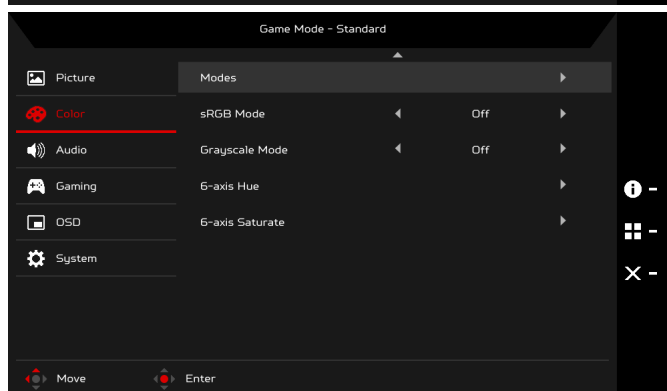 Game Mode - Standard
Picture
Modes
Color
sRGB Mode
Off
Audio
Grayscale Mode
Off
Gaming
6-axis Hue
OSD
6-axis Saturate
System
Move
Enter